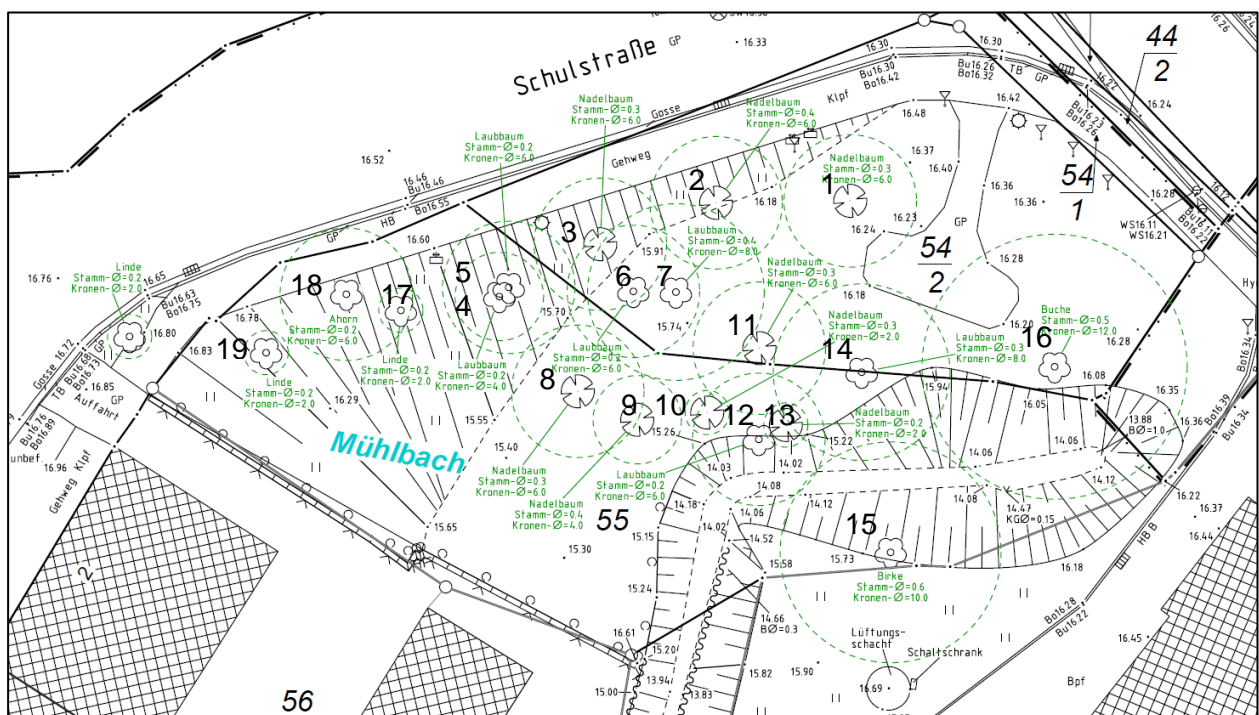 Schulstraße
GP
16.33
16.30
Bu16.30
Bo16.42
16.30
Bu16.26
Bo16.32
TB
GP
16.22
16.24
16.26
44
2
16.24
Bu16.23
Bo16.26
Nadelbaum
Stamm-Ø=0.3
Kronen-Ø=6.0
Gosse
Klpf
Nadelbaum
Stamm-Ø=0.4
Kronen-Ø=6.0
16.48
16.42
Laubbaum
Stamm-Ø=0.2
Kronen-Ø=6.0
16.52
Gehweg
16.37
16.40
Nadelbaum
Stamm-Ø=0.3
Kronen-Ø=6.0
16.46
Bu16.46
Bo16.55
HB
GP
2
1
16.18
16.36
16.36
54
1
16.28
16.12
WS16.11
WS16.21
Bu16.11
Bo16.22
16.23
GP
16.24
54
2
3
15.91
Laubbaum
Stamm-Ø=0.4
Kronen-Ø=8.0
16.60
16.76
Linde
Stamm-Ø=0.2
Kronen-Ø=2.0
16.65
Bu16.63
Bo16.75
16.28
Nadelbaum
Stamm-Ø=0.3
Kronen-Ø=6.0
18
17
5
4
6
7
16.18
Hy
16.78
16.80
Ahorn
Stamm-Ø=0.2
Kronen-Ø=6.0
15.70
15.74
11
Nadelbaum
Stamm-Ø=0.3
Kronen-Ø=2.0
16.20
Buche
Stamm-Ø=0.5
Kronen-Ø=12.0
16.28
Bo16.34
Gosse
16.72
GP
Bu16.88
Bo16.73
16.83
19
Laubbaum
Stamm-Ø=0.3
Kronen-Ø=8.0
16
14
Linde
Stamm-Ø=0.2
Kronen-Ø=2.0
Linde
Stamm-Ø=0.2
Kronen-Ø=2.0
Laubbaum
Stamm-Ø=0.2
Kronen-Ø=4.0
Laubbaum
Stamm-Ø=0.2
Kronen-Ø=6.0
8
16.85
TB
GP
Auffahrt
15.94
16.08
16.35
16.05
16.29
15.55
9
10
12
13
Nadelbaum
Stamm-Ø=0.2
Kronen-Ø=2.0
13.88
BØ=1.0
16.36
Bo16.39
Bu16.34
Bu16.76
Bo16.89
unbef.
16.96
Gehweg
Klpf
Mühlbach
15.40
15.26
15.22
14.06
14.06
14.03
14.02
Nadelbaum
Stamm-Ø=0.3
Kronen-Ø=6.0
Laubbaum
Stamm-Ø=0.2
Kronen-Ø=6.0
14.08
14.12
14.08
14.12
Nadelbaum
Stamm-Ø=0.4
Kronen-Ø=4.0
14.18
14.06
14.47
KGØ=0.15
16.22
16.37
16.44
15.65
55
15.15
14.02
14.52
15
HB
15.30
15.73
16.18
2
15.58
Birke
Stamm-Ø=0.6
Kronen-Ø=10.0
15.24
14.66
BØ=0.3
Bo16.28
Bu16.22
16.61
Lüftungs-
schacht
16.45
15.20
15.82
15.90
Schaltschrank
13.94
13.83
15.00
16.69
Bpf
56